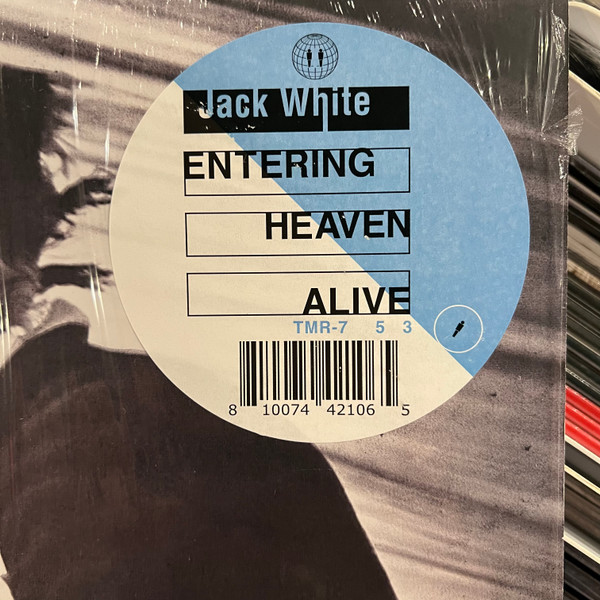 Jack White
ENTERING
HEAVEN
ALIVE
TMR-7 5 3
8 10074 42106 5